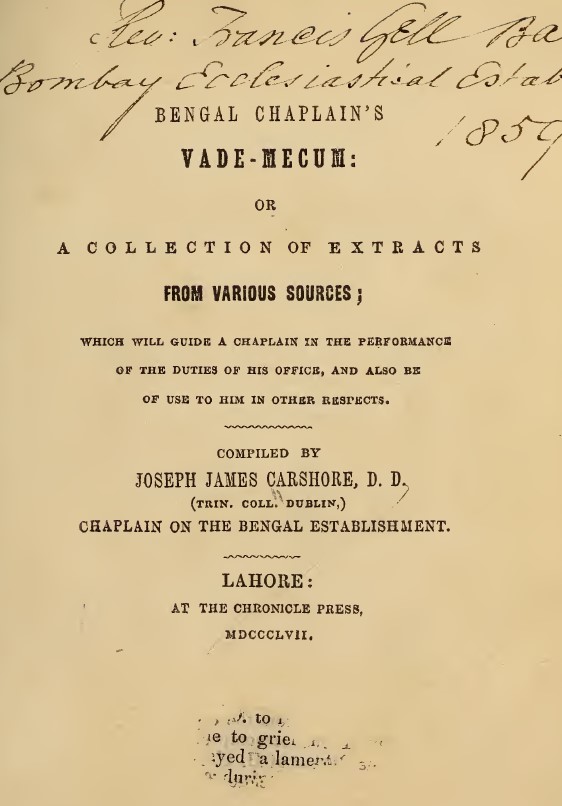 Rev: Francis Gell Ba
Bombay Ecclesiastical Estab
1859
BENGAL CHAPLAIN'S
VADE-MECUM:
OR
A COLLECTION OF EXTRACTS
FROM VARIOUS SOURCES;
WHICH WILL GUIDE A CHAPLAIN IN THE PERFORMANCE
OF THE DUTIES OF HIS OFFICE, AND ALSO BE
OF USE TO HIM IN OTHER RESPECTS.
COMPILED BY
JOSEPH JAMES CARSHORE, D. D.,
(TRIN. COLL. DUBLIN,)
CHAPLAIN ON THE BENGAL ESTABLISHMENT.
LAHORE:
AT THE CHRONICLE PRESS,
MDCCCLVII.
to
to
a